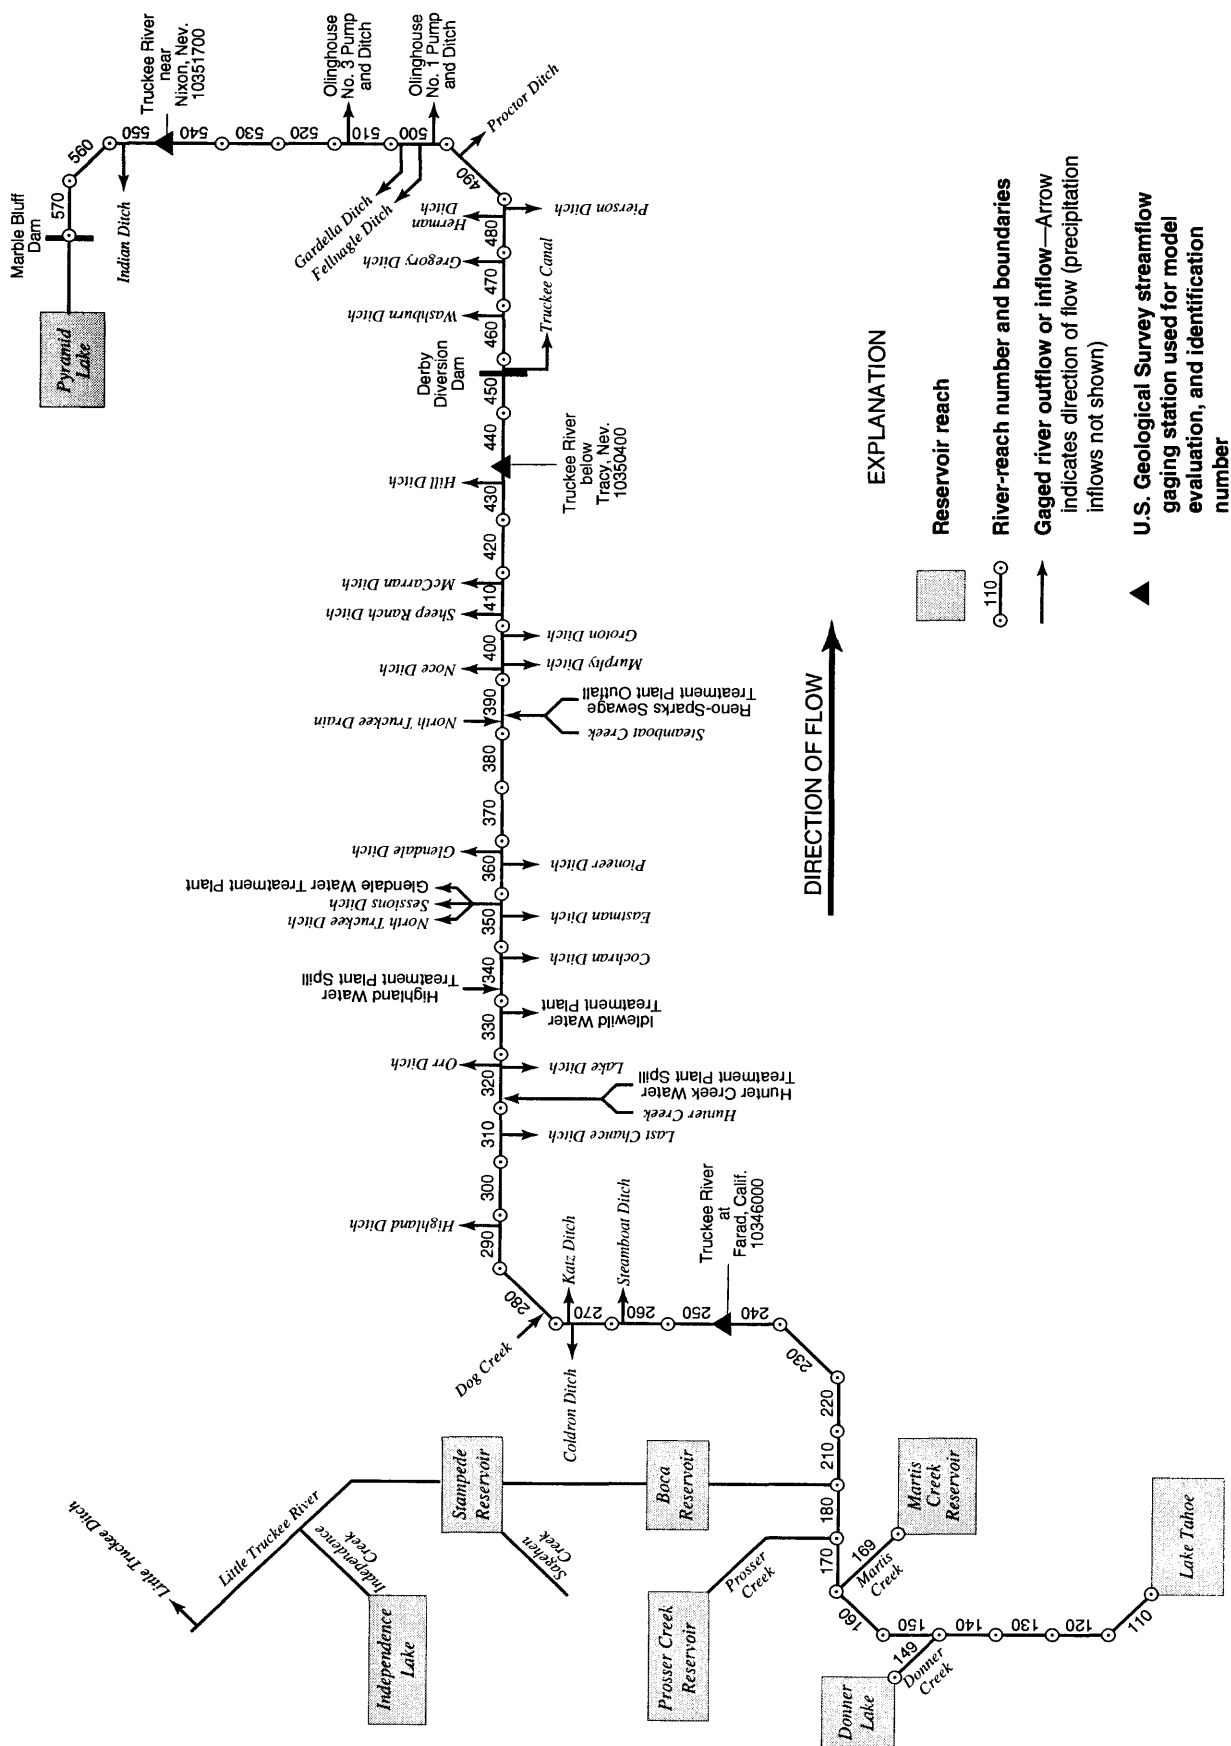 Pyramid
Lake
Marble Bluff
Dam
570
560
Indian Ditch
550
Truckee River
near
Nixon, Nev.
10351700
540
530
520
Olinghouse
No. 3 Pump
and Ditch
510
500
Olinghouse
No. 1 Pump
and Ditch
Gardella Ditch
Fellnagle Ditch
Proctor Ditch
490
Herman
Ditch
Pierson Ditch
480
Gregory Ditch
470
Washburn Ditch
460
Truckee Canal
Derby
Diversion
Dam
450
440
Truckee River
below
Tracy, Nev.
10350400
Hill Ditch
430
420
McCarran Ditch
410
Sheep Ranch Ditch
Groton Ditch
400
Murphy Ditch
Noce Ditch
390
Reno-Sparks Sewage
Treatment Plant Outfall
Steamboat Creek
North Truckee Drain
380
370
Glendale Ditch
360
Pioneer Ditch
Glendale Water Treatment Plant
Sessions Ditch
North Truckee Ditch
350
Eastman Ditch
Cochran Ditch
340
Highland Water
Treatment Plant Spill
Idlewild Water
Treatment Plant
330
Orr Ditch
320
Lake Ditch
Hunter Creek Water
Treatment Plant Spill
Hunter Creek
310
Last Chance Ditch
300
Highland Ditch
290
280
Dog Creek
Katz Ditch
Coldron Ditch
270
Steamboat Ditch
260
250
Truckee River
at
Farad, Calif.
10346000
240
230
220
210
Little Truckee Ditch
Little Truckee River
Independence
Creek
Independence
Lake
Stampede
Reservoir
Sagehen
Creek
Boca
Reservoir
180
Prosser Creek
Reservoir
Prosser
Creek
170
169
Martis
Creek
Martis
Creek
Reservoir
160
150
149
Donner
Creek
Donner
Lake
140
130
120
110
Lake Tahoe
DIRECTION OF FLOW
EXPLANATION
Reservoir reach
110
River-reach number and boundaries
Gaged river outflow or inflow—Arrow
indicates direction of flow (precipitation
inflows not shown)
U.S. Geological Survey streamflow
gaging station used for model
evaluation, and identification
number